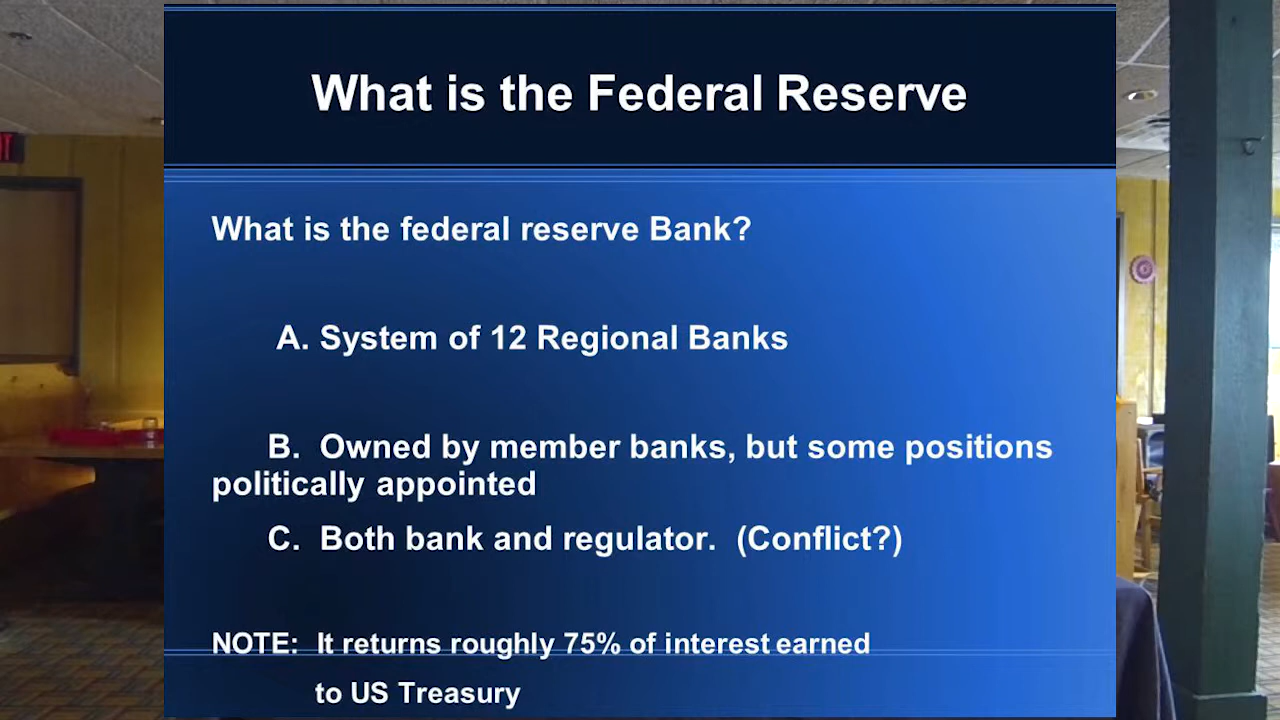 What is the Federal Reserve
What is the federal reserve Bank?
A. System of 12 Regional Banks
B. Owned by member banks, but some positions
politically appointed
C. Both bank and regulator. (Conflict?)
NOTE: It returns roughly 75% of interest earned
to US Treasury